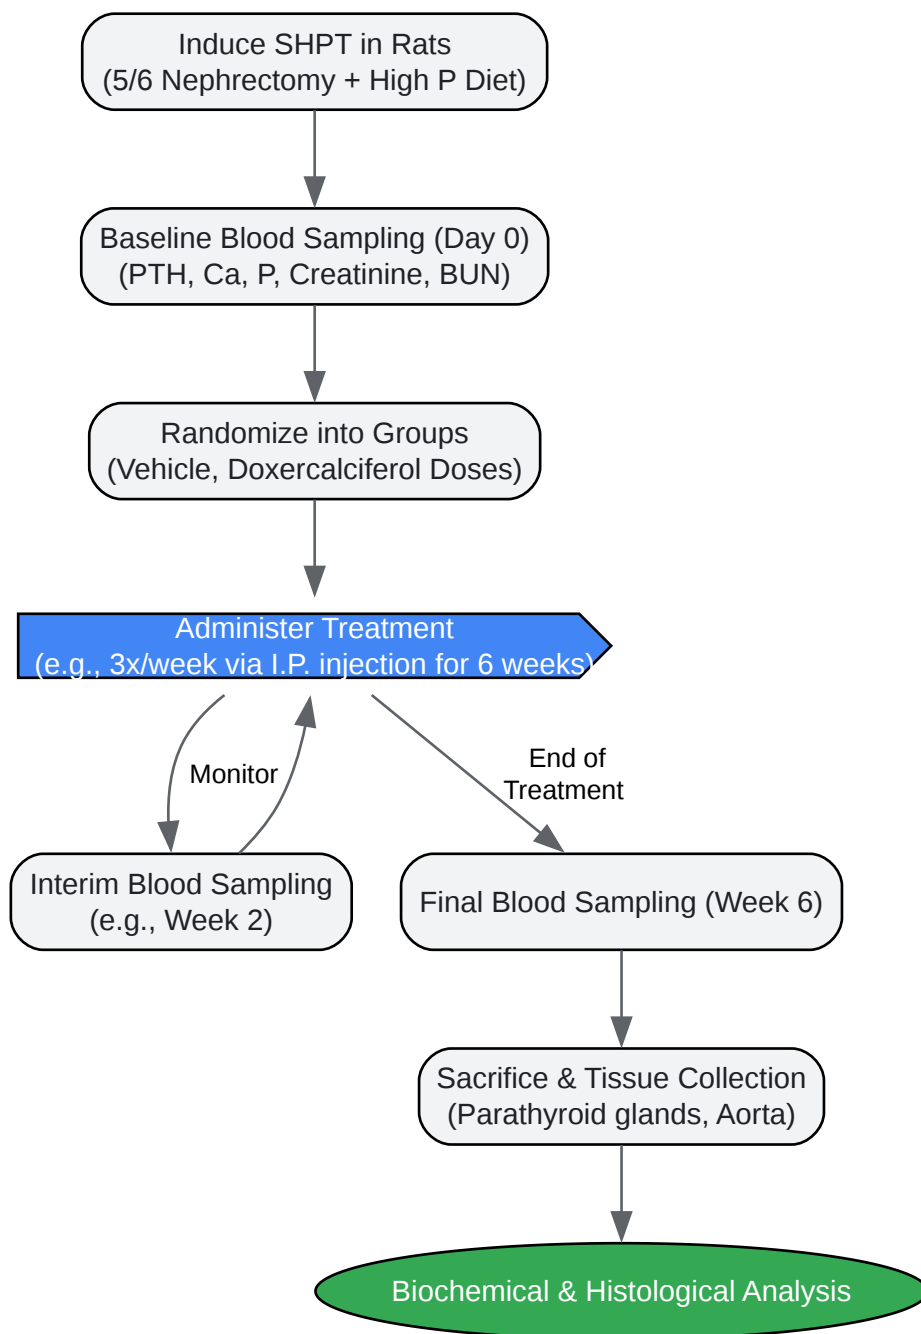 Induce SHPT in Rats
(5/6 Nephrectomy + High P Diet)
Baseline Blood Sampling (Day 0)
(PTH, Ca, P, Creatinine, BUN)
Randomize into Groups
(Vehicle, Doxercalciferol Doses)
Administer Treatment
(e.g., 3x/week via I.P. injection for 6 weeks)
Monitor
End of
Treatment
Interim Blood Sampling
(e.g., Week 2)
Final Blood Sampling (Week 6)
Sacrifice & Tissue Collection
(Parathyroid glands, Aorta)
Biochemical & Histological Analysis